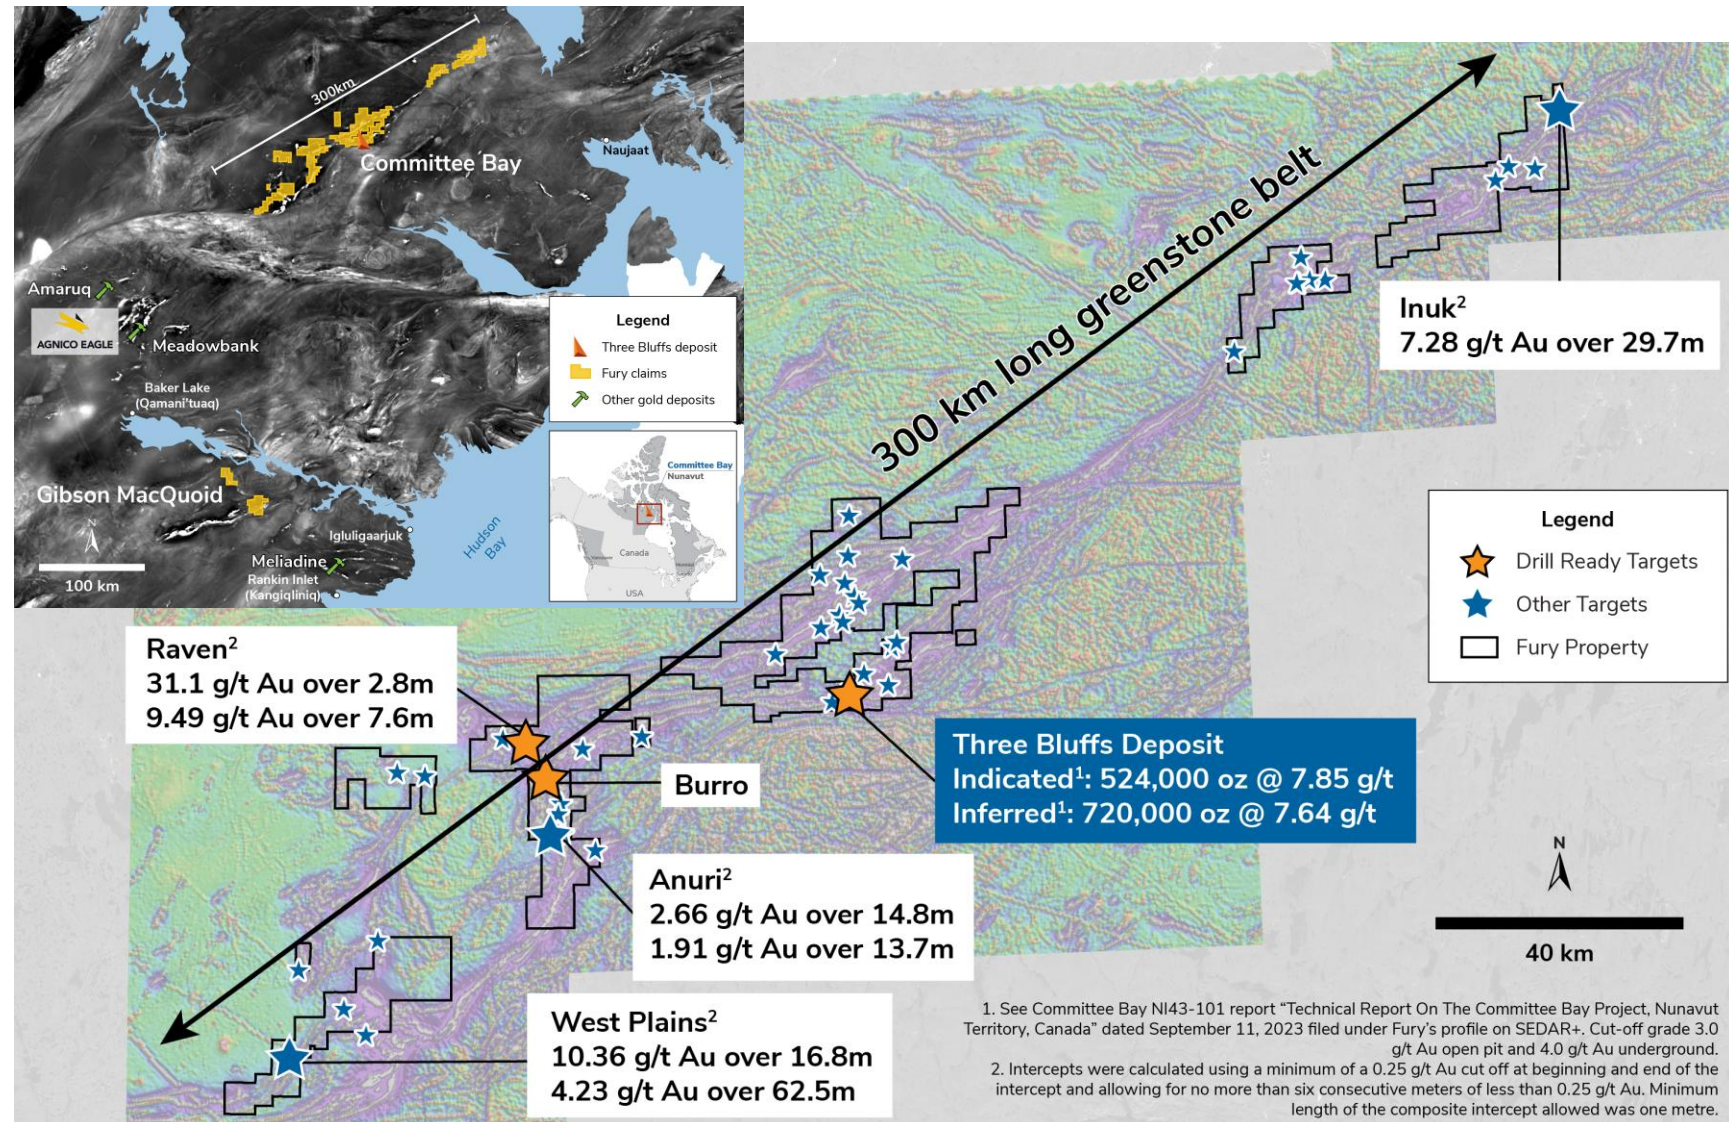 300km
Committee Bay
Naujaat
Amaruq
AGNICO EAGLE
Meadowbank
Baker Lake
(Qamani'tuaq)
Gibson MacQuoid
N
100 km
Igluligaarjuk
Meliadine
Rankin Inlet
(Kangiqliniq)
Hudson
Bay
Legend
Three Bluffs deposit
Fury claims
Other gold deposits
Committee Bay
Nunavut
Canada
USA
300 km long greenstone belt
Inuk²
7.28 g/t Au over 29.7m
Legend
Drill Ready Targets
Other Targets
Fury Property
Raven²
31.1 g/t Au over 2.8m
9.49 g/t Au over 7.6m
Burro
Three Bluffs Deposit
Indicated¹: 524,000 oz @ 7.85 g/t
Inferred¹: 720,000 oz @ 7.64 g/t
Anuri²
2.66 g/t Au over 14.8m
1.91 g/t Au over 13.7m
N
40 km
West Plains²
10.36 g/t Au over 16.8m
4.23 g/t Au over 62.5m
1. See Committee Bay NI43-101 report “Technical Report On The Committee Bay Project, Nunavut
Territory, Canada” dated September 11, 2023 filed under Fury’s profile on SEDAR+. Cut-off grade 3.0
g/t Au open pit and 4.0 g/t Au underground.
2. Intercepts were calculated using a minimum of a 0.25 g/t Au cut off at beginning and end of the
intercept and allowing for no more than six consecutive meters of less than 0.25 g/t Au. Minimum
length of the composite intercept allowed was one metre.